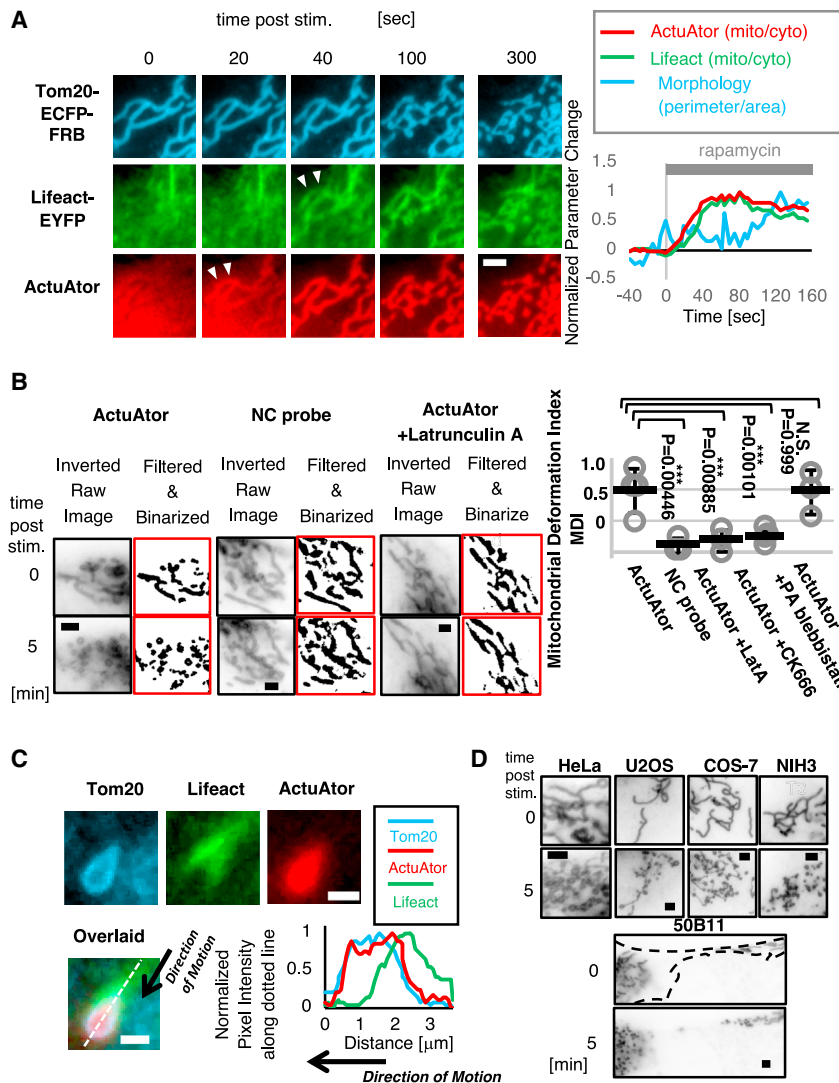 A
time post stim. [sec]
0 20 40 100 300
Tom20-
ECFP-
FRB
Lifeact-
EYFP
ActuAtor
ActuAtor (mito/cyto)
Lifeact (mito/cyto)
Morphology
(perimeter/area)
Normalized Parameter Change
rapamycin
1.5
1
0.5
0
-0.5
-40 0 40 80 120 160
Time [sec]
B
ActuAtor NC probe ActuAtor
+Latrunculin A
Inverted Raw Image
Filtered & Binarized
Inverted Raw Image
Filtered & Binarized
Inverted Raw Image
Filtered & Binarize
time
post
stim.
0
5
[min]
Mitochondrial Deformation Index
MDI
1.0
0.5
0
***
P=0.00446
***
P=0.00885
***
P=0.00101
N.S.
P=0.999
ActuAtor
NC probe
ActuAtor +LatA
ActuAtor +CK666
ActuAtor
+PA blebbistati
C
Tom20 Lifeact ActuAtor
Tom20
ActuAtor
Lifeact
Overlaid
Direction
of Motion
Normalized
Pixel Intensity
along dotted line
1
0.5
0
0 1 2 3
Distance [μm]
Direction of Motion
D
time
post
stim.
HeLa U2OS COS-7 NIH3
T3
0
5
50B11
0
5
[min]